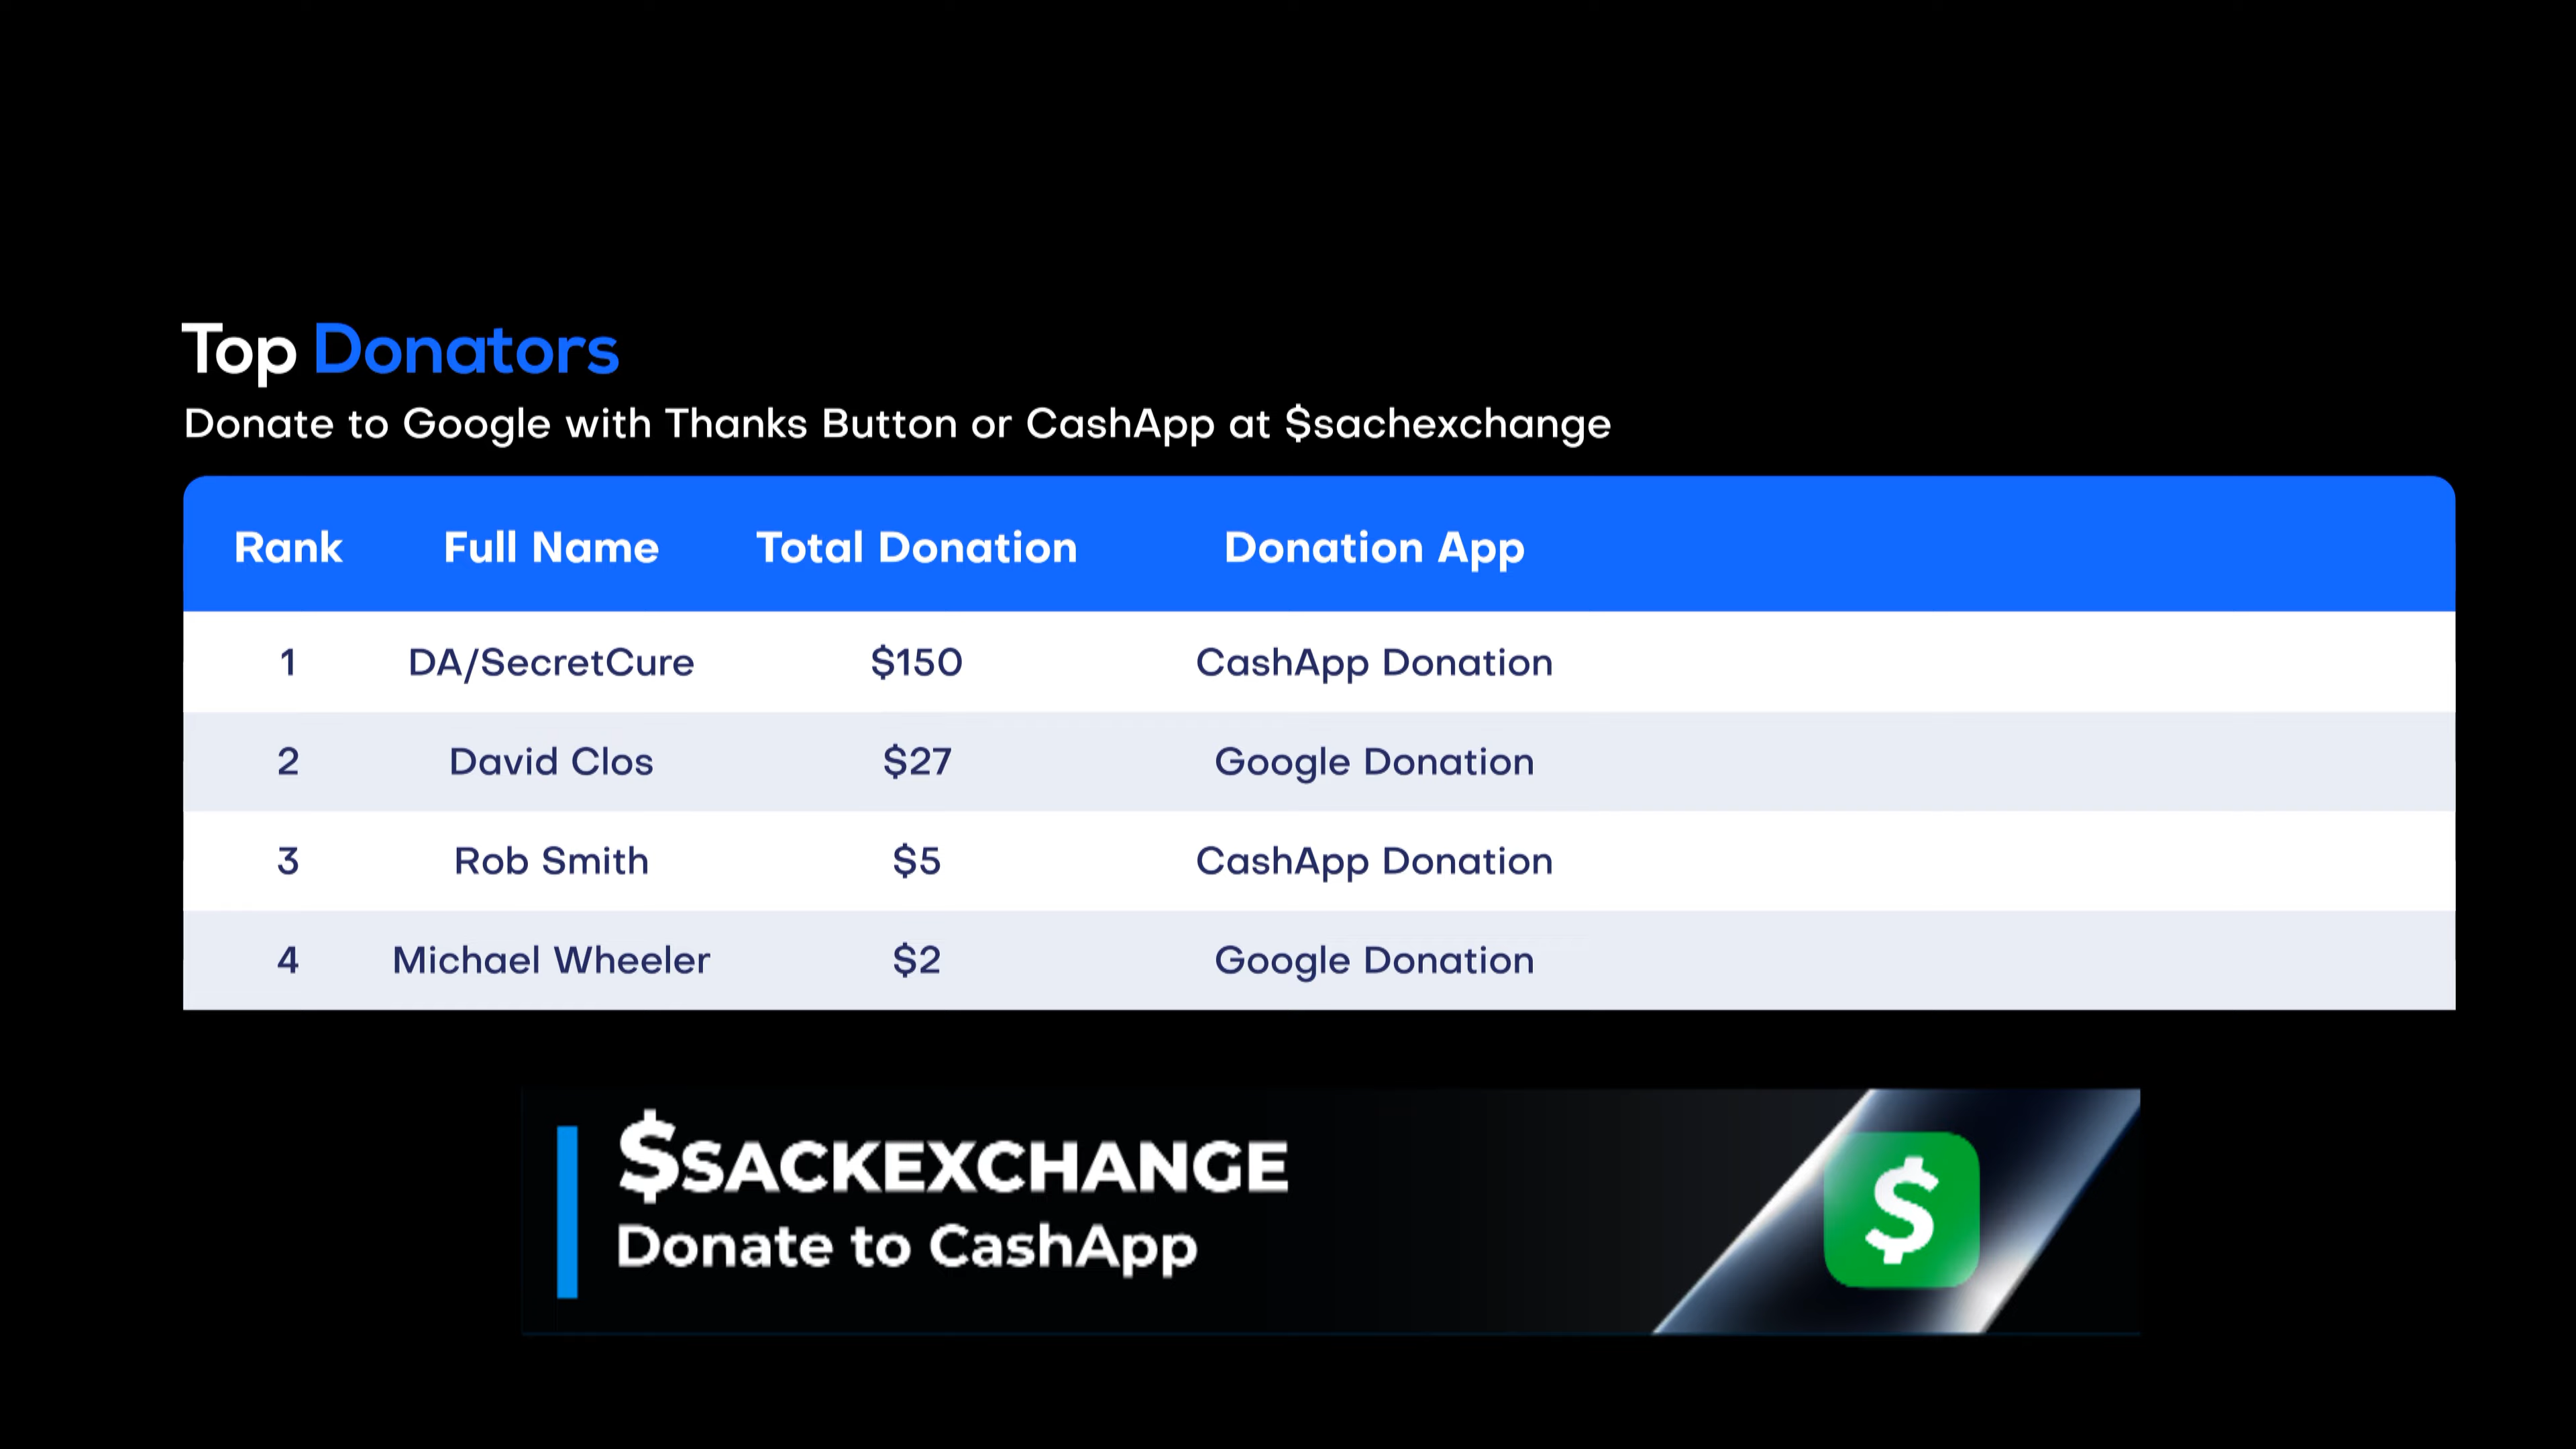 Top Donators
Donate to Google with Thanks Button or CashApp at $sachexchange
Rank Full Name Total Donation Donation App
1 DA/SecretCure $150 CashApp Donation
2 David Clos $27 Google Donation
3 Rob Smith $5 CashApp Donation
4 Michael Wheeler $2 Google Donation
$SACKEXCHANGE
Donate to CashApp
$